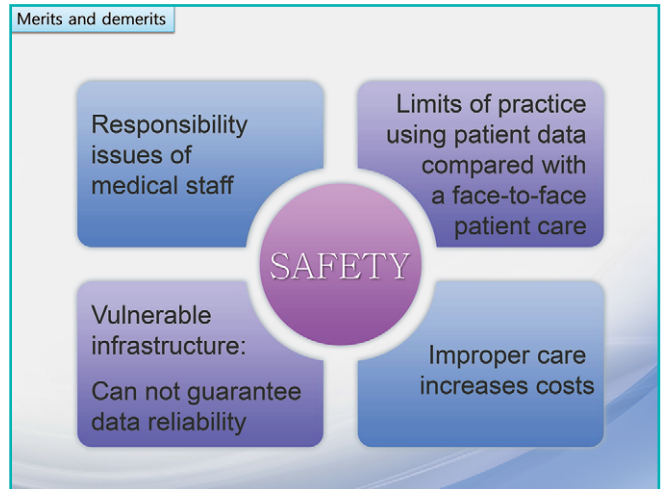 Merits and demerits
Responsibility
issues of
medical staff
Limits of practice
using patient data
compared with
a face-to-face
patient care
SAFETY
Vulnerable
infrastructure:
Can not guarantee
data reliability
Improper care
increases costs